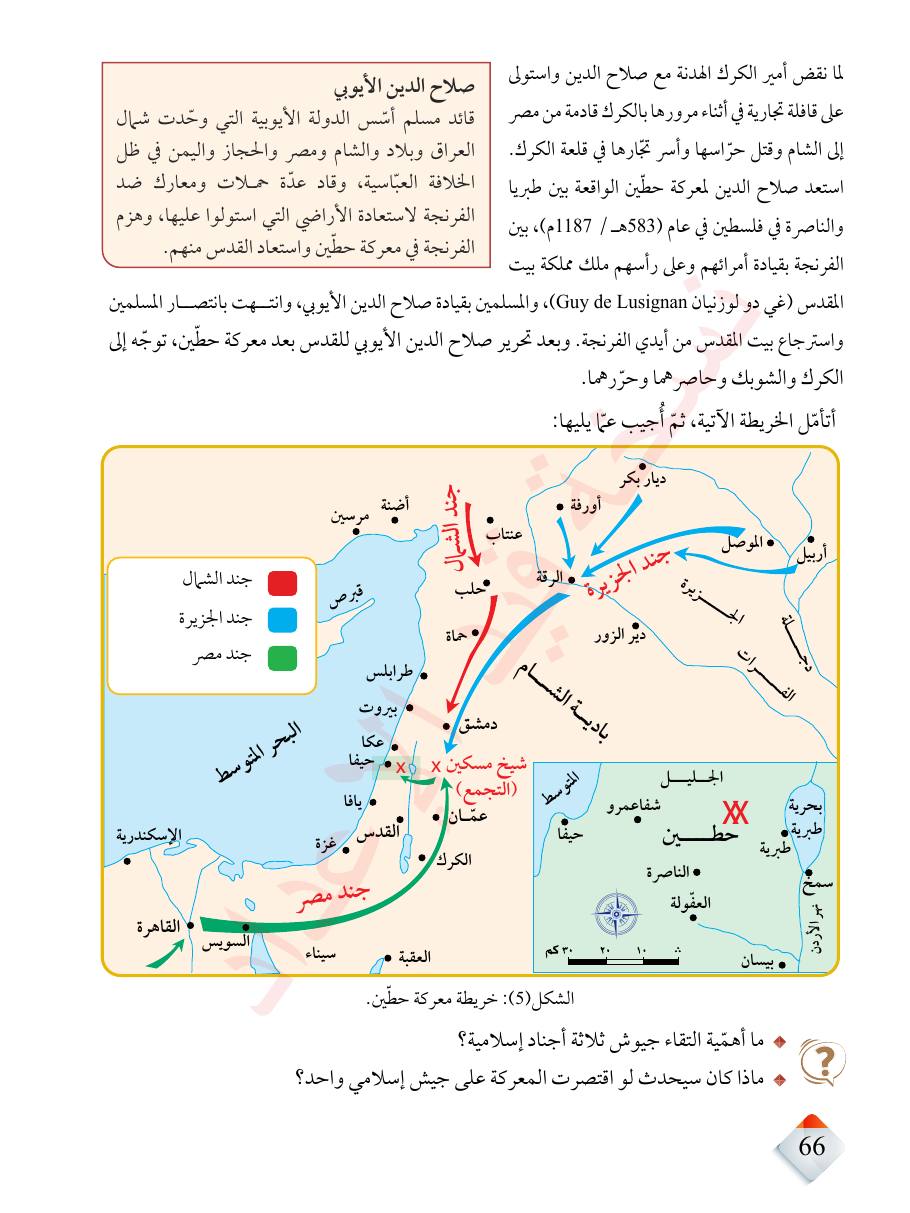 لما نقض أمير الكرك الهدنة مع صلاح الدين واستولى
على قافلة تجارية في أثناء مرورها بالكرك قادمة من مصر
إلى الشام وقتل حرّاسها وأسر تجّارها في قلعة الكرك.
استعد صلاح الدين لمعركة حطّين الواقعة بين طبريا
والناصرة في فلسطين في عام (583هـ / 1187م)، بين
الفرنجة بقيادة أمرائهم وعلى رأسهم ملك مملكة بيت
صلاح الدين الأيوبي
قائد مسلم أسّس الدولة الأيوبية التي وحّدت شمال
العراق وبلاد والشام ومصر والحجاز واليمن في ظل
الخلافة العبّاسية، وقاد عدّة حملات ومعارك ضد
الفرنجة لاستعادة الأراضي التي استولوا عليها، وهزم
الفرنجة في معركة حطّين واستعاد القدس منهم.
المقدس (غي دو لوزنيان Guy de Lusignan)، والمسلمين بقيادة صلاح الدين الأيوبي، وانتهت بانتصار المسلمين
واسترجاع بيت المقدس من أيدي الفرنجة. وبعد تحرير صلاح الدين الأيوبي للقدس بعد معركة حطّين، توجّه إلى
الكرك والشوبك وحاصرهما وحرّرهما.
أتأمّل الخريطة الآتية، ثمّ أُجيب عمّا يليها:
ديار بكر
أورفة
أضنة
مرسين
عنتاب
جند الشمال
الموصل
أربيل
جند الجزيرة
الرقة
حلب
جند الشمال
جند الجزيرة
جند مصر
قبرص
الجزيرة
دجلة
حماة
دير الزور
الفرات
طرابلس
بادية الشام
بيروت
دمشق
البحر المتوسط
عكا
حيفا
x
x
شيخ مسكين
(التجمع)
يافا
عمّان
القدس
غزة
الكرك
الإسكندرية
جند مصر
القاهرة
السويس
سيناء
العقبة
المتوسط
الجليل
شفاعمرو
XX
حطين
بحرية
طبرية
طبرية
حيفا
الناصرة
سمخ
العفّولة
نهر الأردن
بيسان
ث ١٠ ٢٠ ٣٠ كم
الشكل(5): خريطة معركة حطّين.
ما أهمّية التقاء جيوش ثلاثة أجناد إسلامية؟
ماذا كان سيحدث لو اقتصرت المعركة على جيش إسلامي واحد؟
66